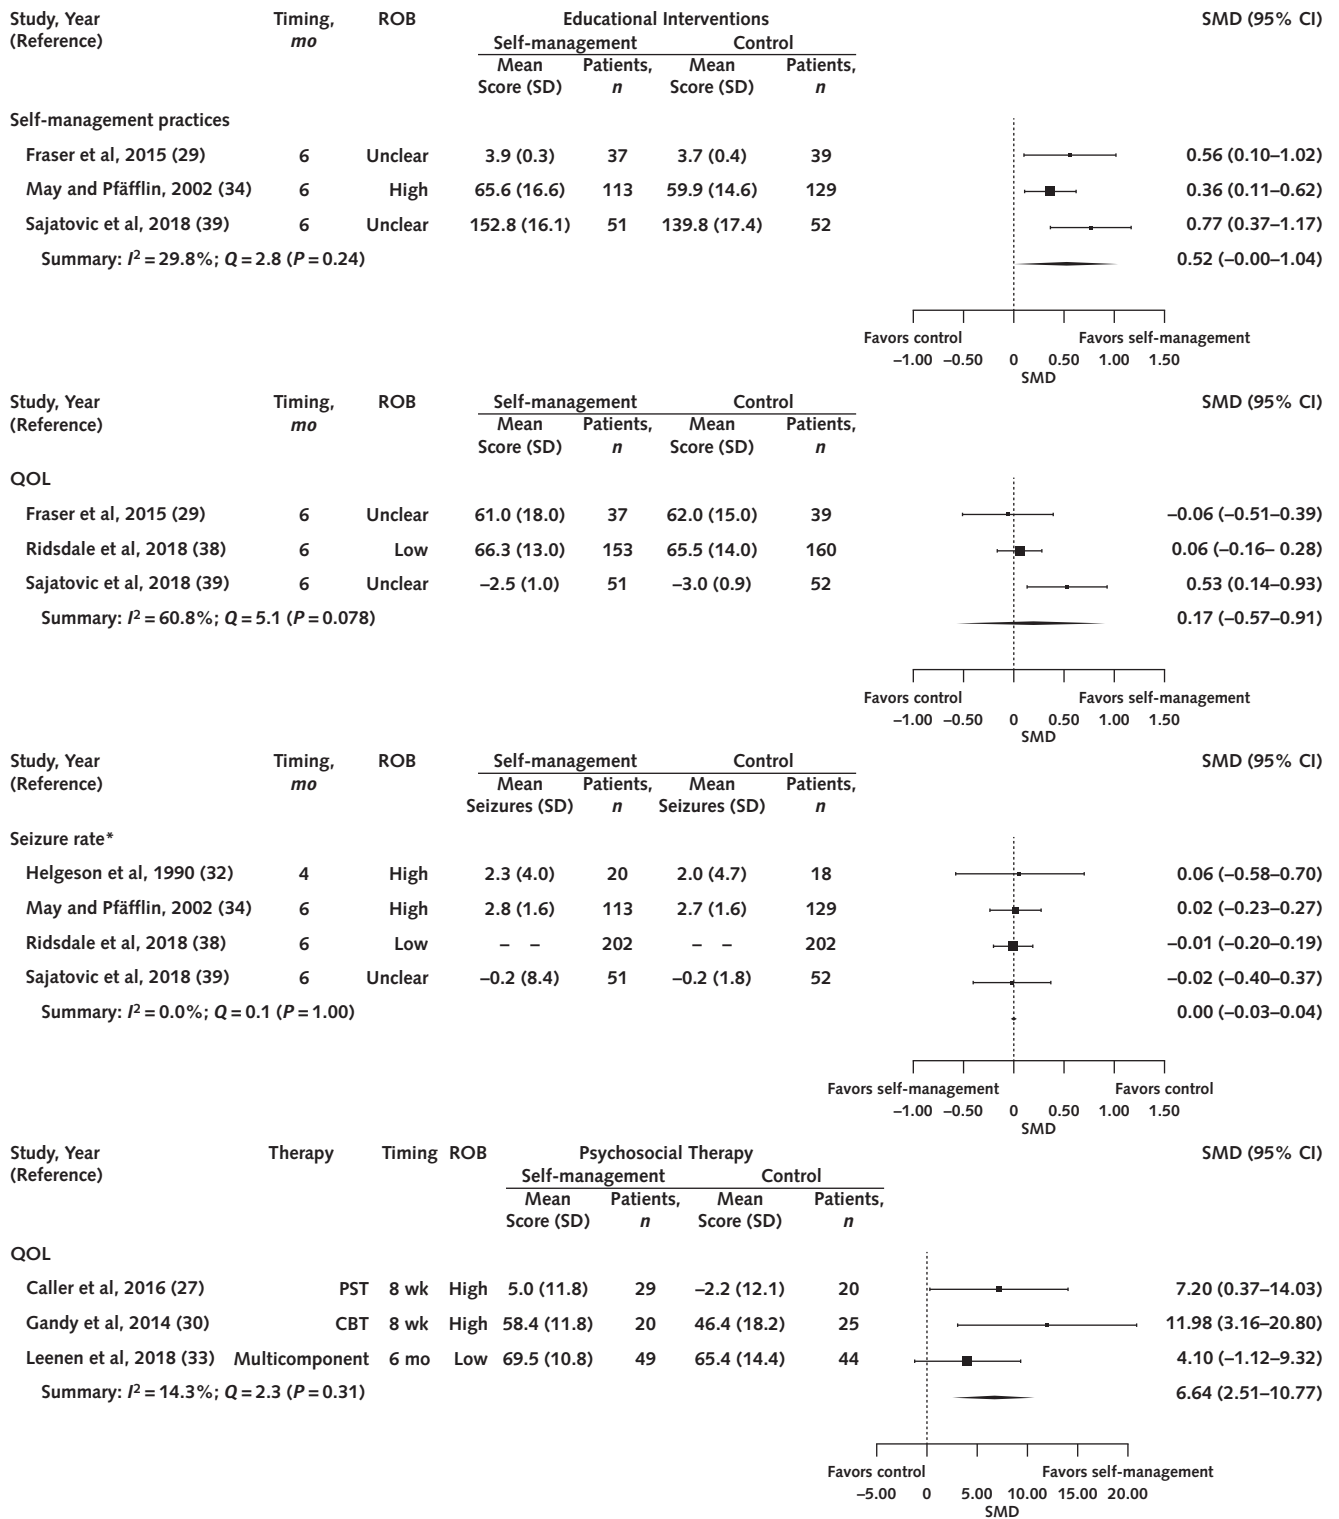 Study, Year Timing, ROB Educational Interventions SMD (95% CI)
(Reference) mo Self-management Control
Mean Patients, Mean Patients,
Score (SD) n Score (SD) n
Self-management practices
Fraser et al, 2015 (29) 6 Unclear 3.9 (0.3) 37 3.7 (0.4) 39 0.56 (0.10–1.02)
May and Pfäfflin, 2002 (34) 6 High 65.6 (16.6) 113 59.9 (14.6) 129 0.36 (0.11–0.62)
Sajatovic et al, 2018 (39) 6 Unclear 152.8 (16.1) 51 139.8 (17.4) 52 0.77 (0.37–1.17)
Summary: I2 = 29.8%; Q = 2.8 (P = 0.24) 0.52 (–0.00–1.04)
Favors control Favors self-management
–1.00 –0.50 0 0.50 1.00 1.50
SMD
Study, Year Timing, ROB Self-management Control SMD (95% CI)
(Reference) mo Mean Patients, Mean Patients,
Score (SD) n Score (SD) n
QOL
Fraser et al, 2015 (29) 6 Unclear 61.0 (18.0) 37 62.0 (15.0) 39 –0.06 (–0.51–0.39)
Ridsdale et al, 2018 (38) 6 Low 66.3 (13.0) 153 65.5 (14.0) 160 0.06 (–0.16– 0.28)
Sajatovic et al, 2018 (39) 6 Unclear –2.5 (1.0) 51 –3.0 (0.9) 52 0.53 (0.14–0.93)
Summary: I2 = 60.8%; Q = 5.1 (P = 0.078) 0.17 (–0.57–0.91)
Favors control Favors self-management
–1.00 –0.50 0 0.50 1.00 1.50
SMD
Study, Year Timing, ROB Self-management Control SMD (95% CI)
(Reference) mo Mean Patients, Mean Patients,
Seizures (SD) n Seizures (SD) n
Seizure rate*
Helgeson et al, 1990 (32) 4 High 2.3 (4.0) 20 2.0 (4.7) 18 0.06 (–0.58–0.70)
May and Pfäfflin, 2002 (34) 6 High 2.8 (1.6) 113 2.7 (1.6) 129 0.02 (–0.23–0.27)
Ridsdale et al, 2018 (38) 6 Low – – 202 – – 202 –0.01 (–0.20–0.19)
Sajatovic et al, 2018 (39) 6 Unclear –0.2 (8.4) 51 –0.2 (1.8) 52 –0.02 (–0.40–0.37)
Summary: I2 = 0.0%; Q = 0.1 (P = 1.00) 0.00 (–0.03–0.04)
Favors self-management Favors control
–1.00 –0.50 0 0.50 1.00 1.50
SMD
Study, Year Therapy Timing ROB Psychosocial Therapy SMD (95% CI)
(Reference) Self-management Control
Mean Patients, Mean Patients,
Score (SD) n Score (SD) n
QOL
Caller et al, 2016 (27) PST 8 wk High 5.0 (11.8) 29 –2.2 (12.1) 20 7.20 (0.37–14.03)
Gandy et al, 2014 (30) CBT 8 wk High 58.4 (11.8) 20 46.4 (18.2) 25 11.98 (3.16–20.80)
Leenen et al, 2018 (33) Multicomponent 6 mo Low 69.5 (10.8) 49 65.4 (14.4) 44 4.10 (–1.12–9.32)
Summary: I2 = 14.3%; Q = 2.3 (P = 0.31) 6.64 (2.51–10.77)
Favors control Favors self-management
–5.00 0 5.00 10.00 15.00 20.00
SMD